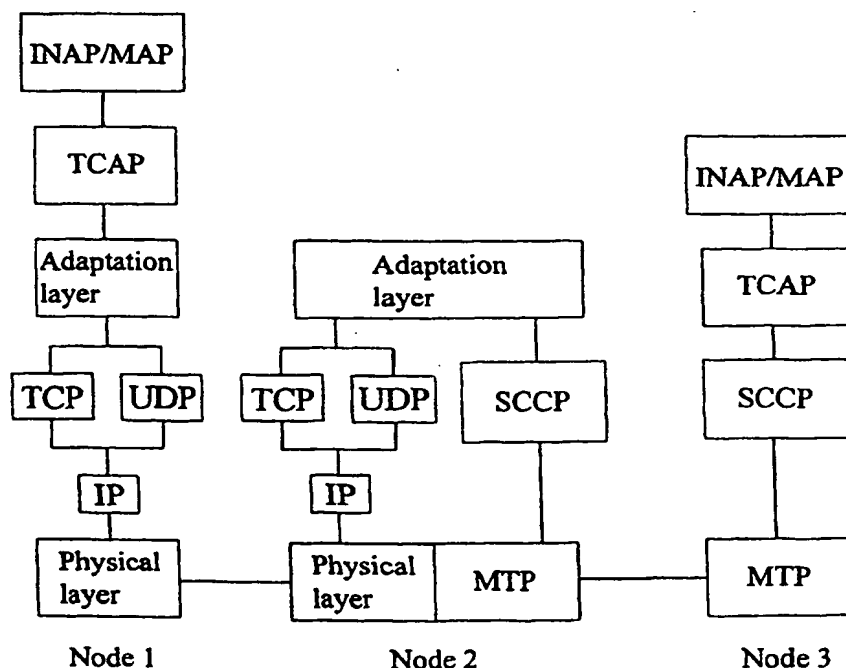 INAP/MAP
TCAP
Adaptation
layer
TCP
UDP
IP
Physical
layer
Node 1
Adaptation
layer
TCP
UDP
SCCP
IP
Physical
layer
MTP
Node 2
INAP/MAP
TCAP
SCCP
MTP
Node 3